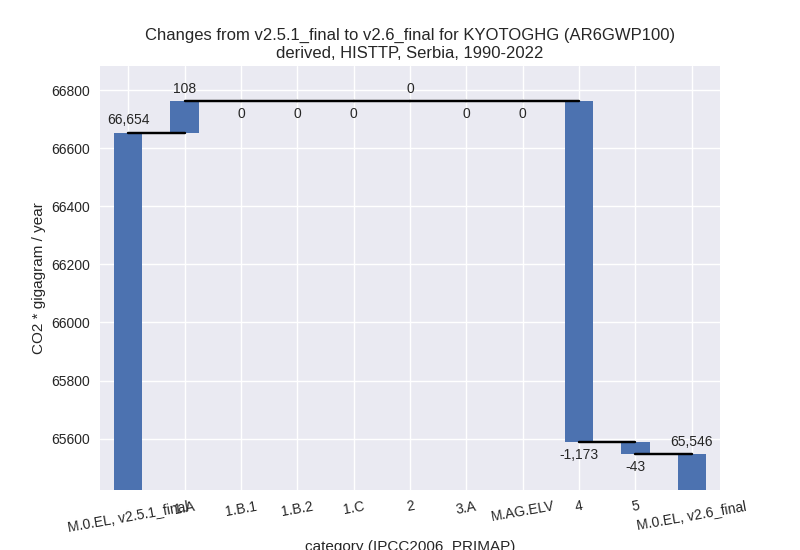 Changes from v2.5.1_final to v2.6_final for KYOTOGHG (AR6GWP100)
derived, HISTTP, Serbia, 1990-2022
CO2 * gigagram / year
66800
66600
66400
66200
66000
65800
65600
66,654
108
0
0
0
0
0
0
-1,173
-43
65,546
M.0.EL, v2.5.1_final
1.A
1.B.1
1.B.2
1.C
2
3.A
M.AG.ELV
4
5
M.0.EL, v2.6_final
category (IPCC2006_PRIMAP)